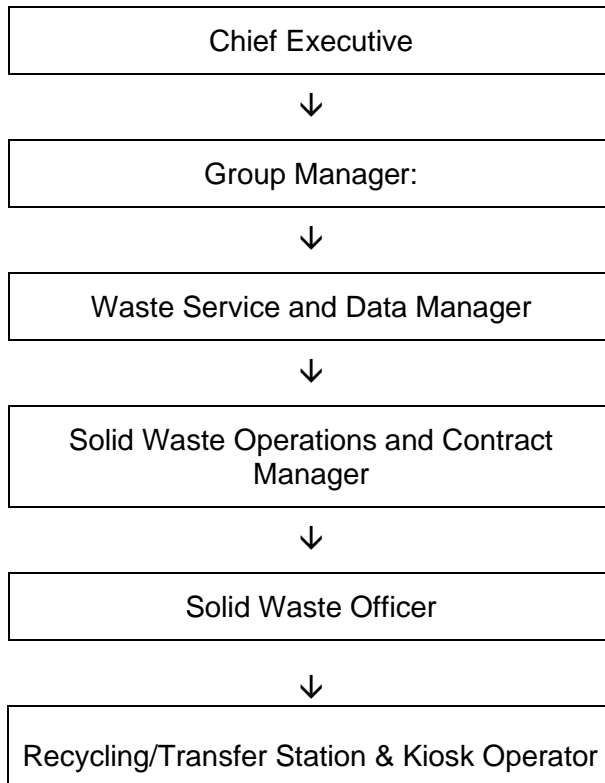 Chief Executive
↓
Group Manager:
↓
Waste Service and Data Manager
↓
Solid Waste Operations and Contract
Manager
↓
Solid Waste Officer
↓
Recycling/Transfer Station & Kiosk Operator